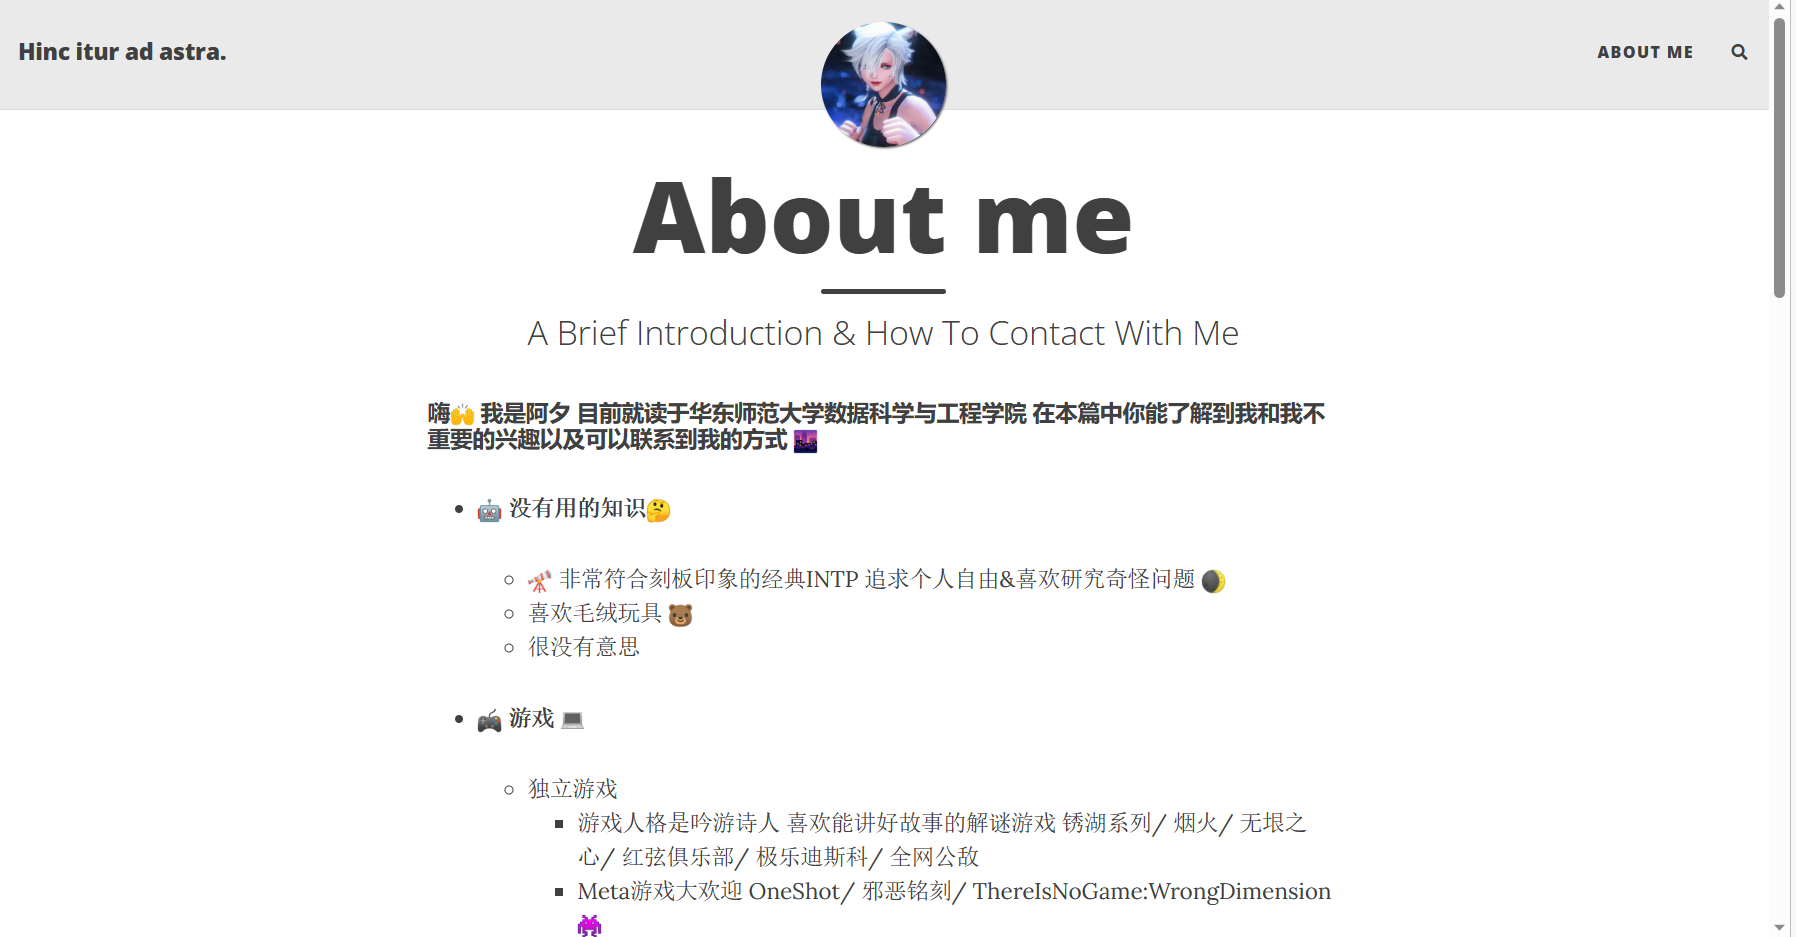 Hinc itur ad astra.
ABOUT ME
About me
A Brief Introduction & How To Contact With Me
嗨🙌 我是阿夕 目前就读于华东师范大学数据科学与工程学院 在本篇中你能了解到我和我不
重要的兴趣以及可以联系到我的方式 🌆
🤖 没有用的知识🤔
🔭 非常符合刻板印象的经典INTP 追求个人自由&喜欢研究奇怪问题 🌒
喜欢毛绒玩具 🐻
很没有意思
🎮 游戏 💻
独立游戏
游戏人格是吟游诗人 喜欢能讲好故事的解谜游戏 锈湖系列/ 烟火/ 无垠之
心/ 红弦俱乐部/ 极乐迪斯科/ 全网公敌
Meta游戏大欢迎 OneShot/ 邪恶铭刻/ ThereIsNoGame:WrongDimension
👾